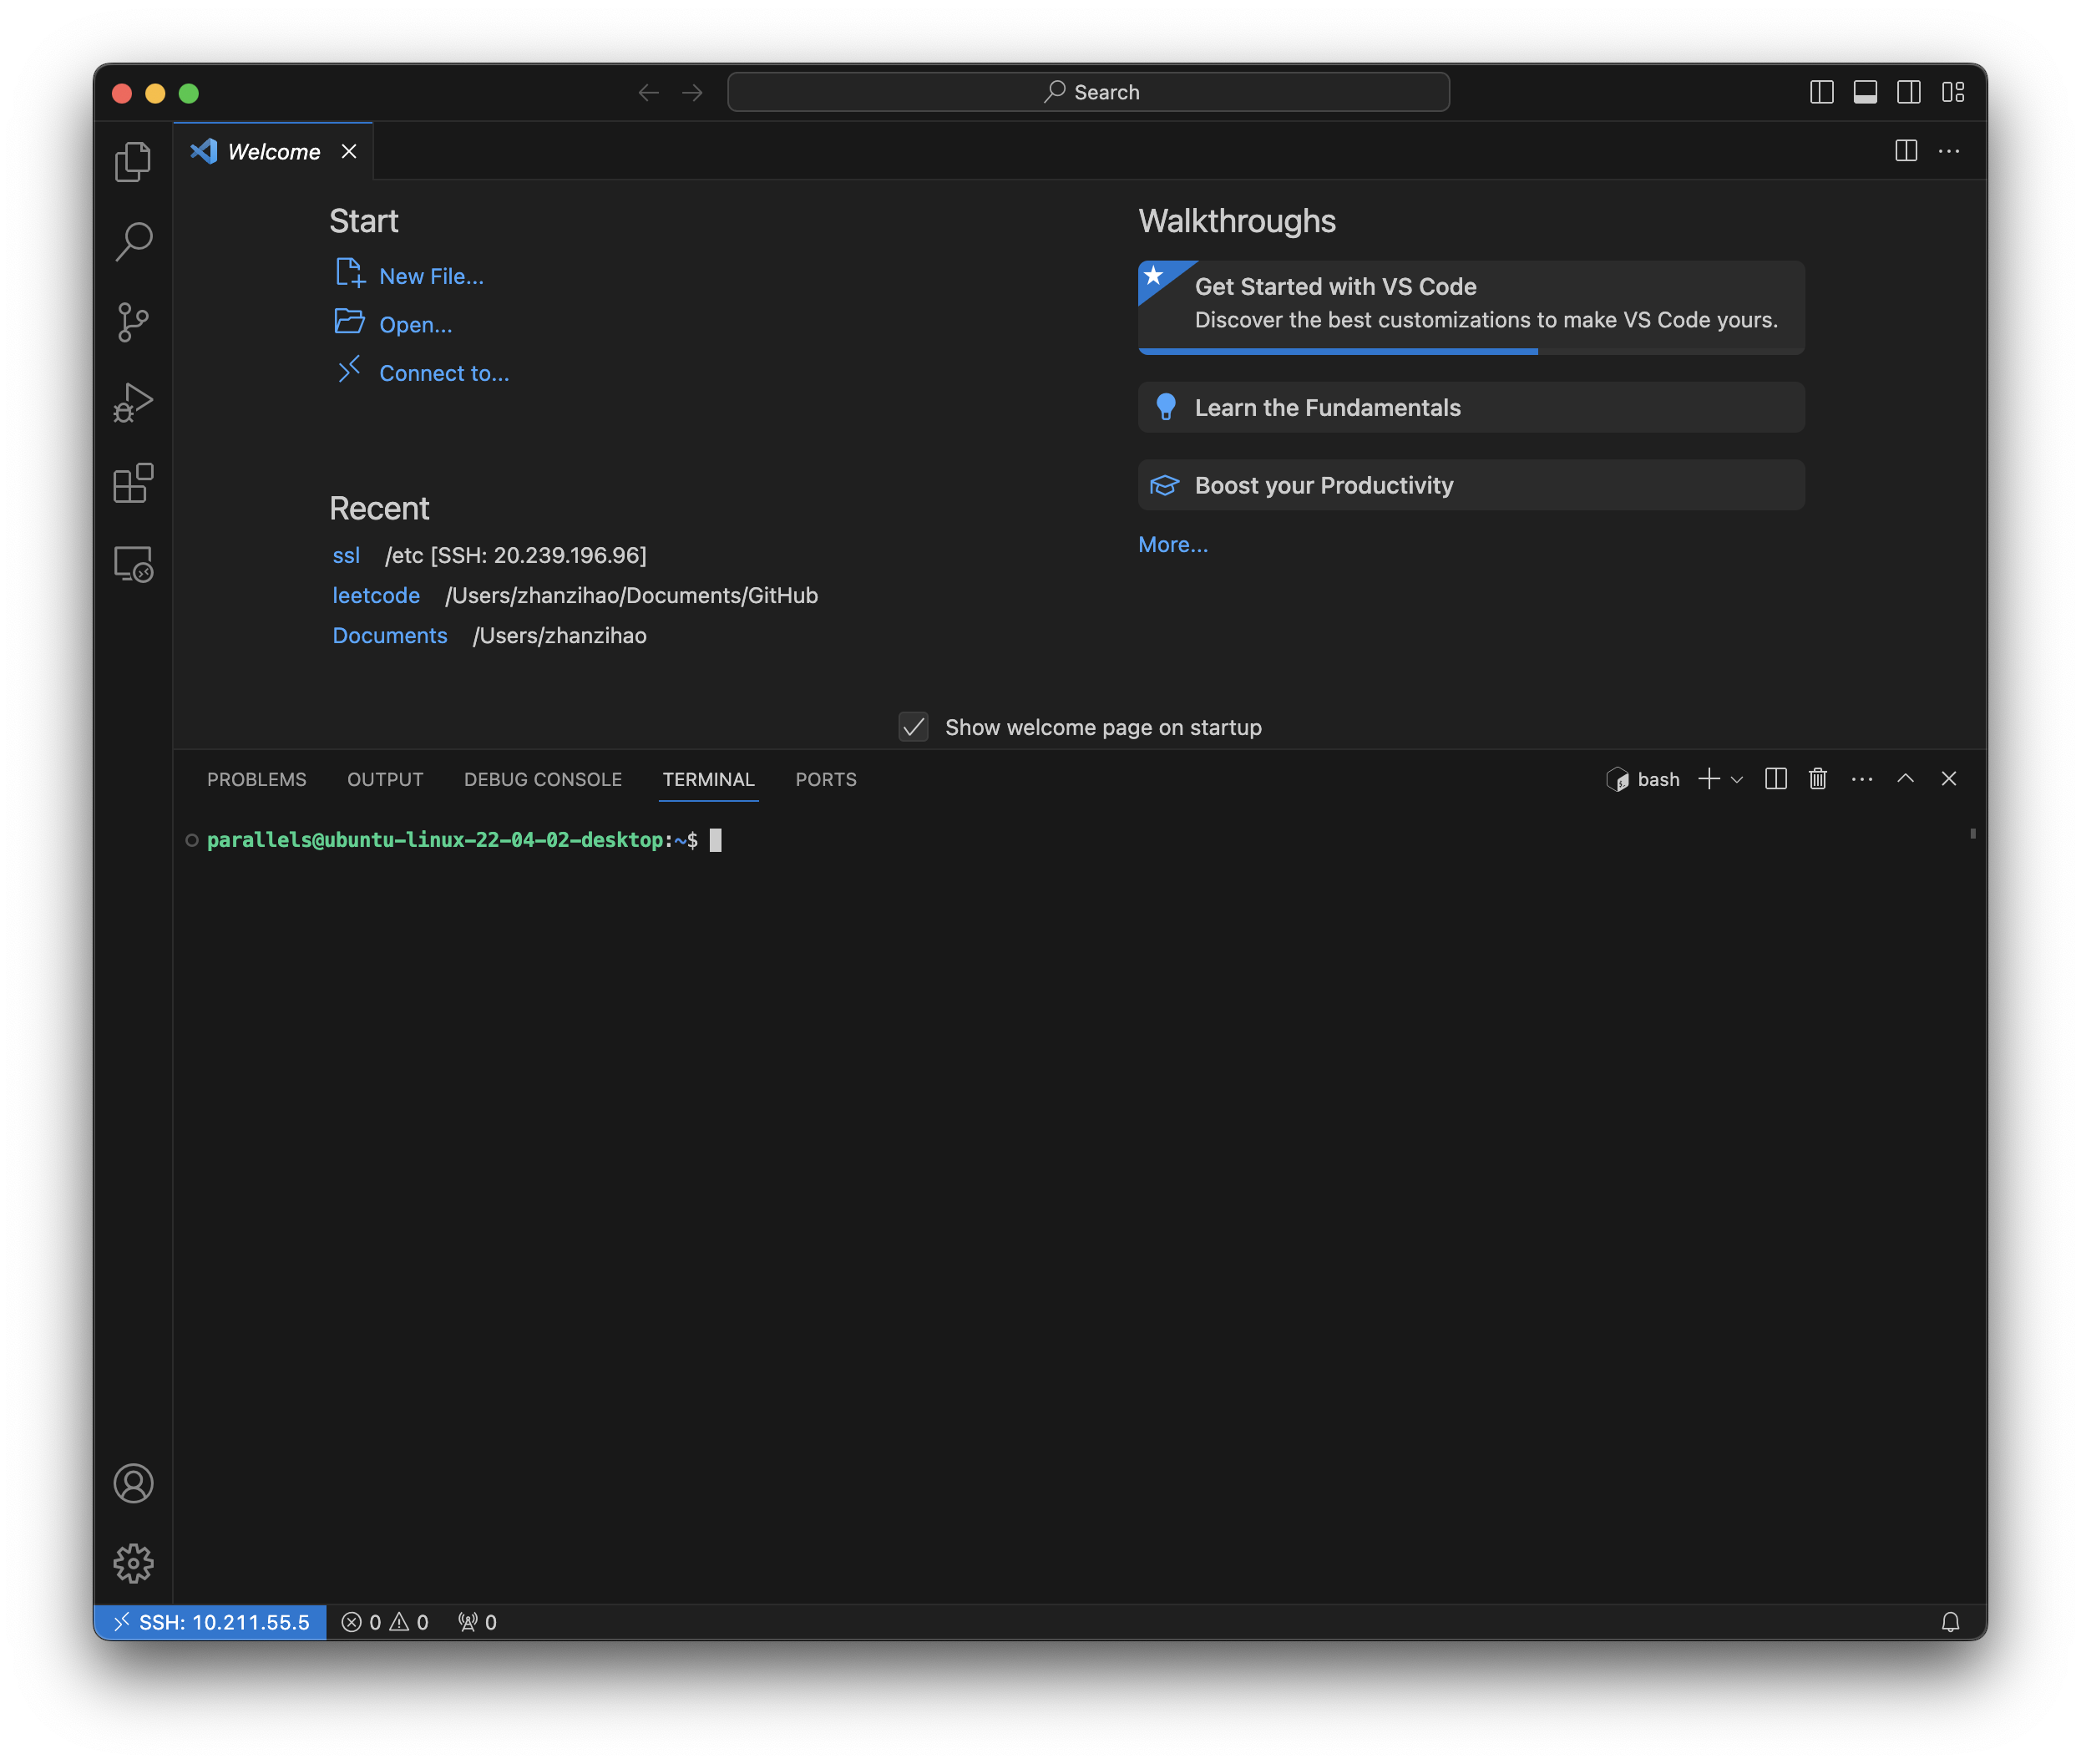 Search
Welcome
Start
New File...
Open...
Connect to...
Recent
ssl /etc [SSH: 20.239.196.96]
leetcode /Users/zhanzihao/Documents/GitHub
Documents /Users/zhanzihao
Walkthroughs
Get Started with VS Code
Discover the best customizations to make VS Code yours.
Learn the Fundamentals
Boost your Productivity
More...
Show welcome page on startup
PROBLEMS OUTPUT DEBUG CONSOLE TERMINAL PORTS bash
parallels@ubuntu-linux-22-04-02-desktop:~$
SSH: 10.211.55.5 0 0 0